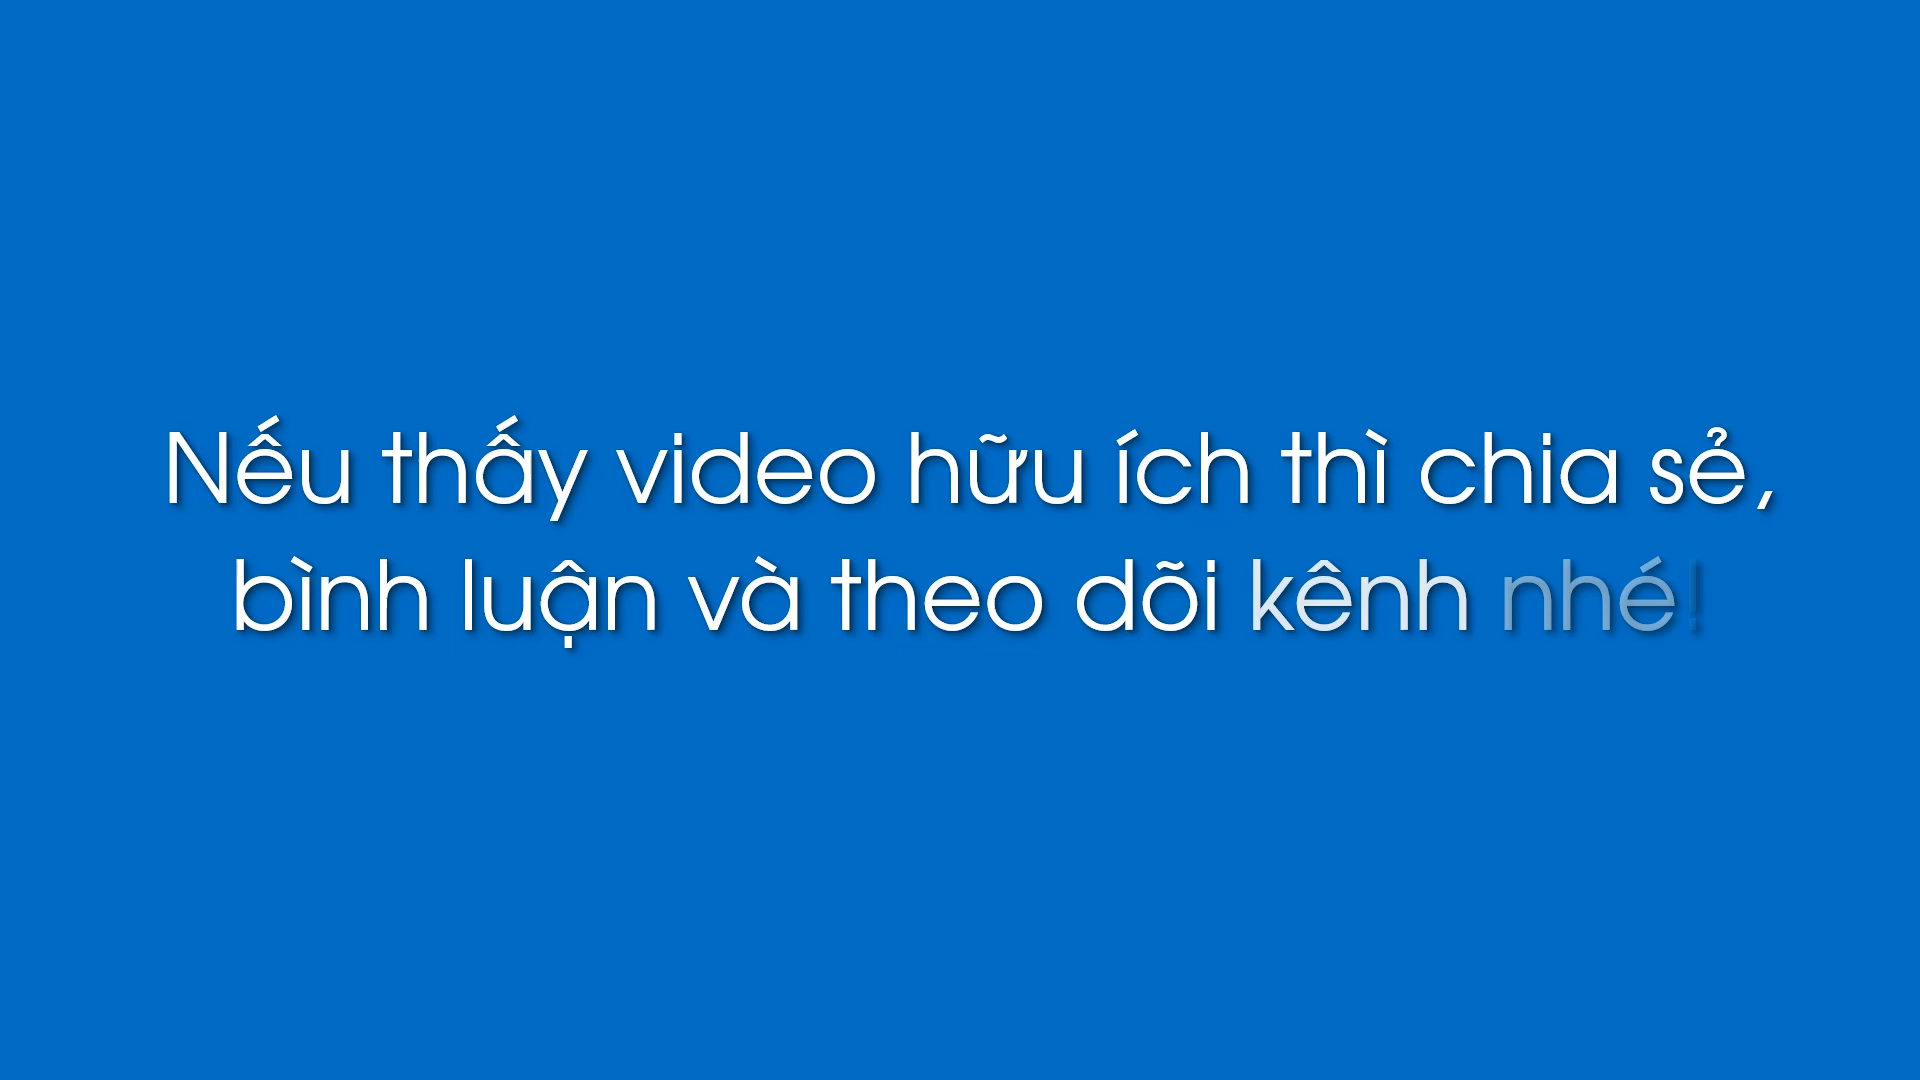 Nếu thấy video hữu ích thì chia sẻ,
bình luận và theo dõi kênh nhé!